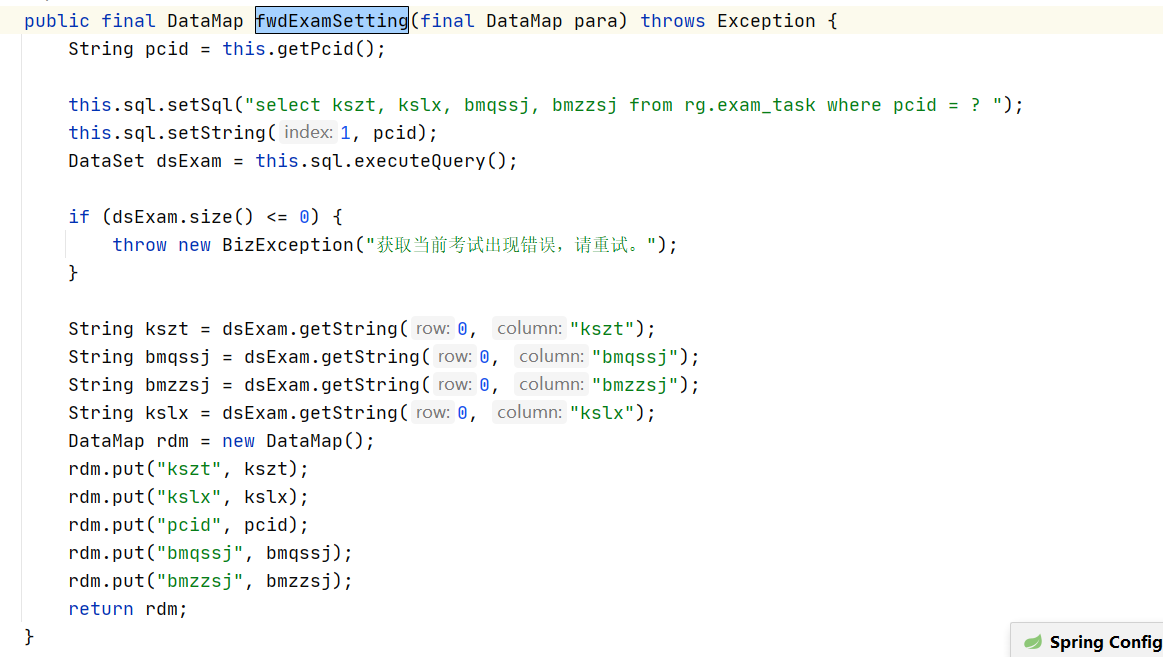 public final DataMap fwdExamSetting(final DataMap para) throws Exception {
String pcid = this.getPcid();
this.sql.setSql("select kszt, kslx, bmqssj, bmzzsj from rg.exam_task where pcid = ? ");
this.sql.setString( index: 1, pcid);
DataSet dsExam = this.sql.executeQuery();
if (dsExam.size() <= 0) {
throw new BizException("获取当前考试出现错误，请重试。");
}
String kszt = dsExam.getString( row: 0, column: "kszt");
String bmqssj = dsExam.getString( row: 0, column: "bmqssj");
String bmzzsj = dsExam.getString( row: 0, column: "bmzzsj");
String kslx = dsExam.getString( row: 0, column: "kslx");
DataMap rdm = new DataMap();
rdm.put("kszt", kszt);
rdm.put("kslx", kslx);
rdm.put("pcid", pcid);
rdm.put("bmqssj", bmqssj);
rdm.put("bmzzsj", bmzzsj);
return rdm;
}
Spring Config